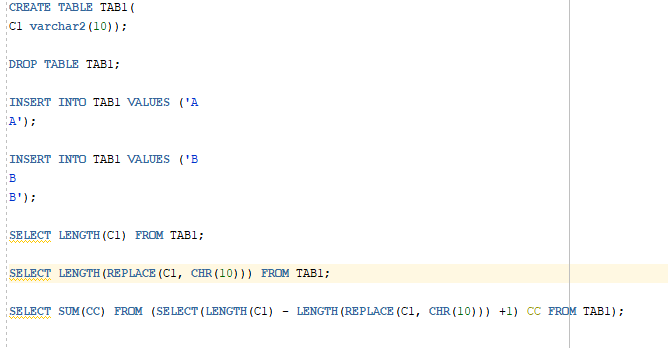 CREATE TABLE TAB1(
C1 varchar2(10));
DROP TABLE TAB1;
INSERT INTO TAB1 VALUES ('A
A');
INSERT INTO TAB1 VALUES ('B
B
B');
SELECT LENGTH(C1) FROM TAB1;
SELECT LENGTH(REPLACE(C1, CHR(10))) FROM TAB1;
SELECT SUM(CC) FROM (SELECT(LENGTH(C1) - LENGTH(REPLACE(C1, CHR(10))) +1) CC FROM TAB1);